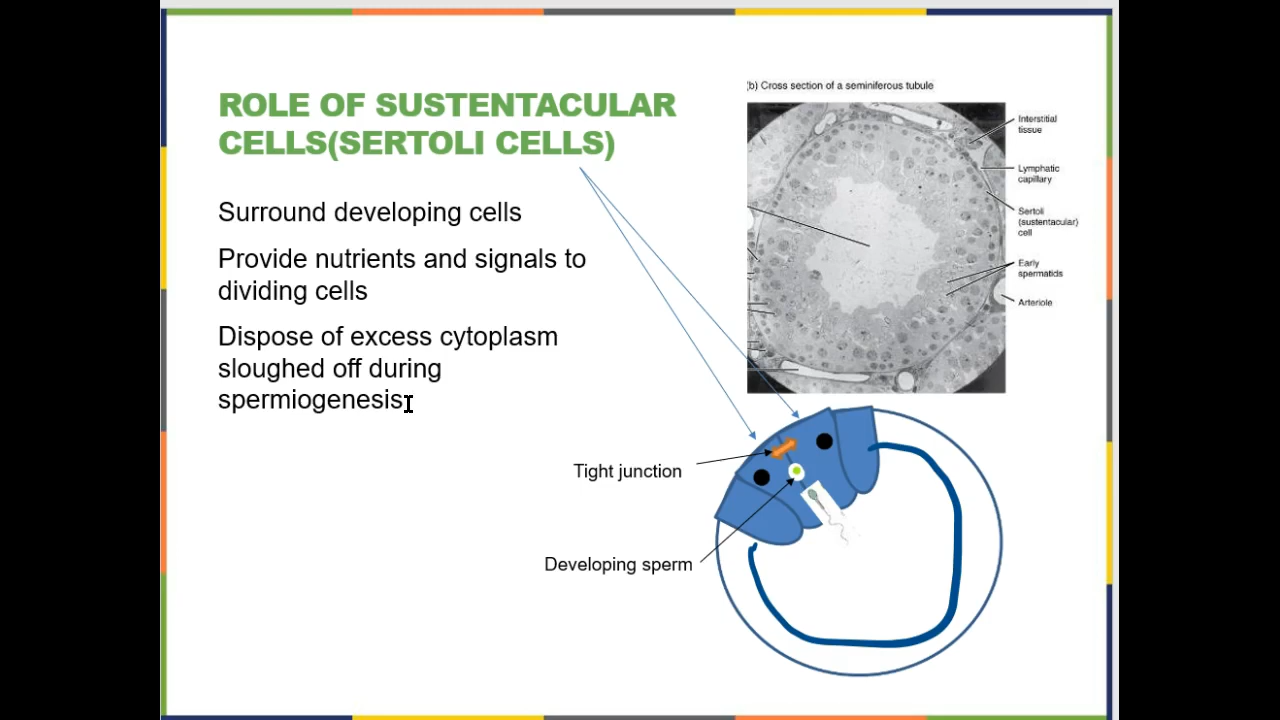 ROLE OF SUSTENTACULAR
CELLS(SERTOLI CELLS)
Surround developing cells
Provide nutrients and signals to
dividing cells
Dispose of excess cytoplasm
sloughed off during
spermiogenesis
(b) Cross section of a seminiferous tubule
Interstitial
tissue
Lymphatic
capillary
Sertoli
(sustentacular)
cell
Early
spermatids
Arteriole
Tight junction
Developing sperm